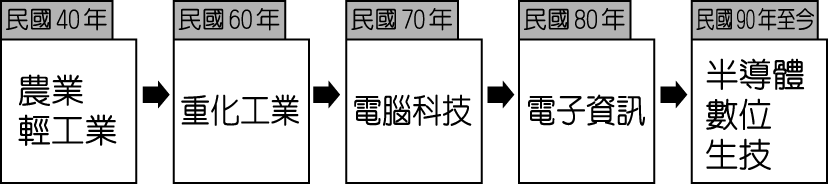 民國40年
農業
輕工業
民國60年
重化工業
民國70年
電腦科技
民國80年
電子資訊
民國90年至今
半導體
數位
生技